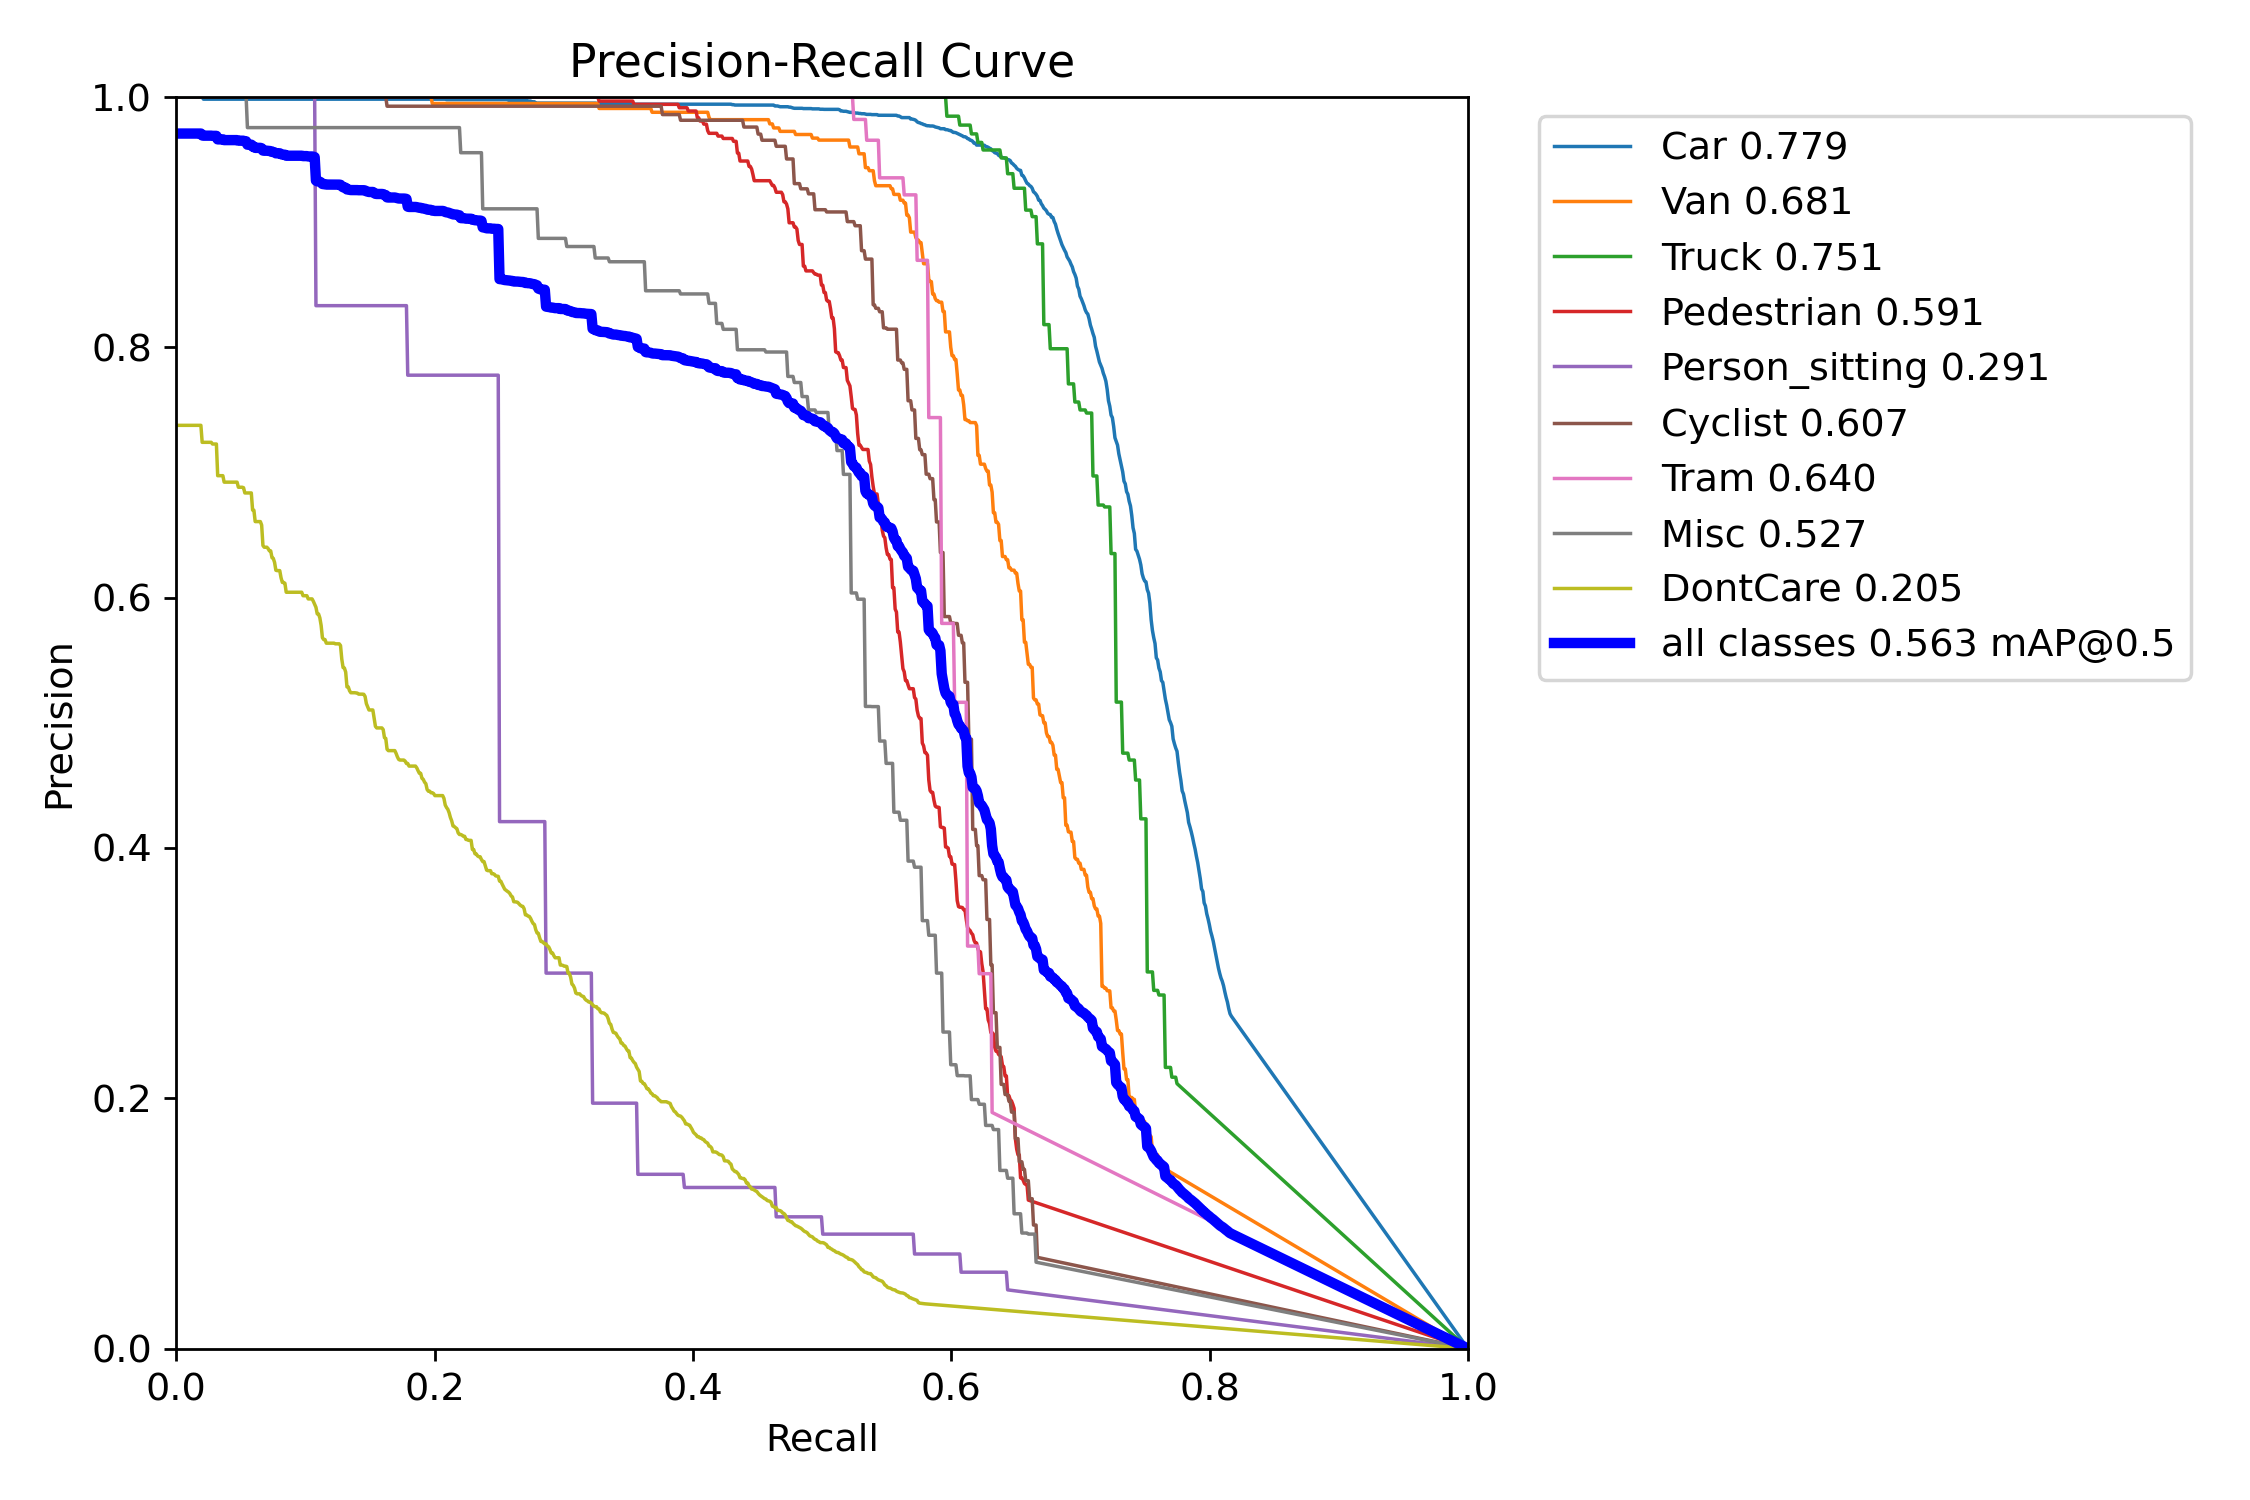 Precision-Recall Curve
1.0
0.8
0.6
0.4
0.2
0.0
Precision
0.0 0.2 0.4 0.6 0.8 1.0
Recall
Car 0.779
Van 0.681
Truck 0.751
Pedestrian 0.591
Person_sitting 0.291
Cyclist 0.607
Tram 0.640
Misc 0.527
DontCare 0.205
all classes 0.563 mAP@0.5